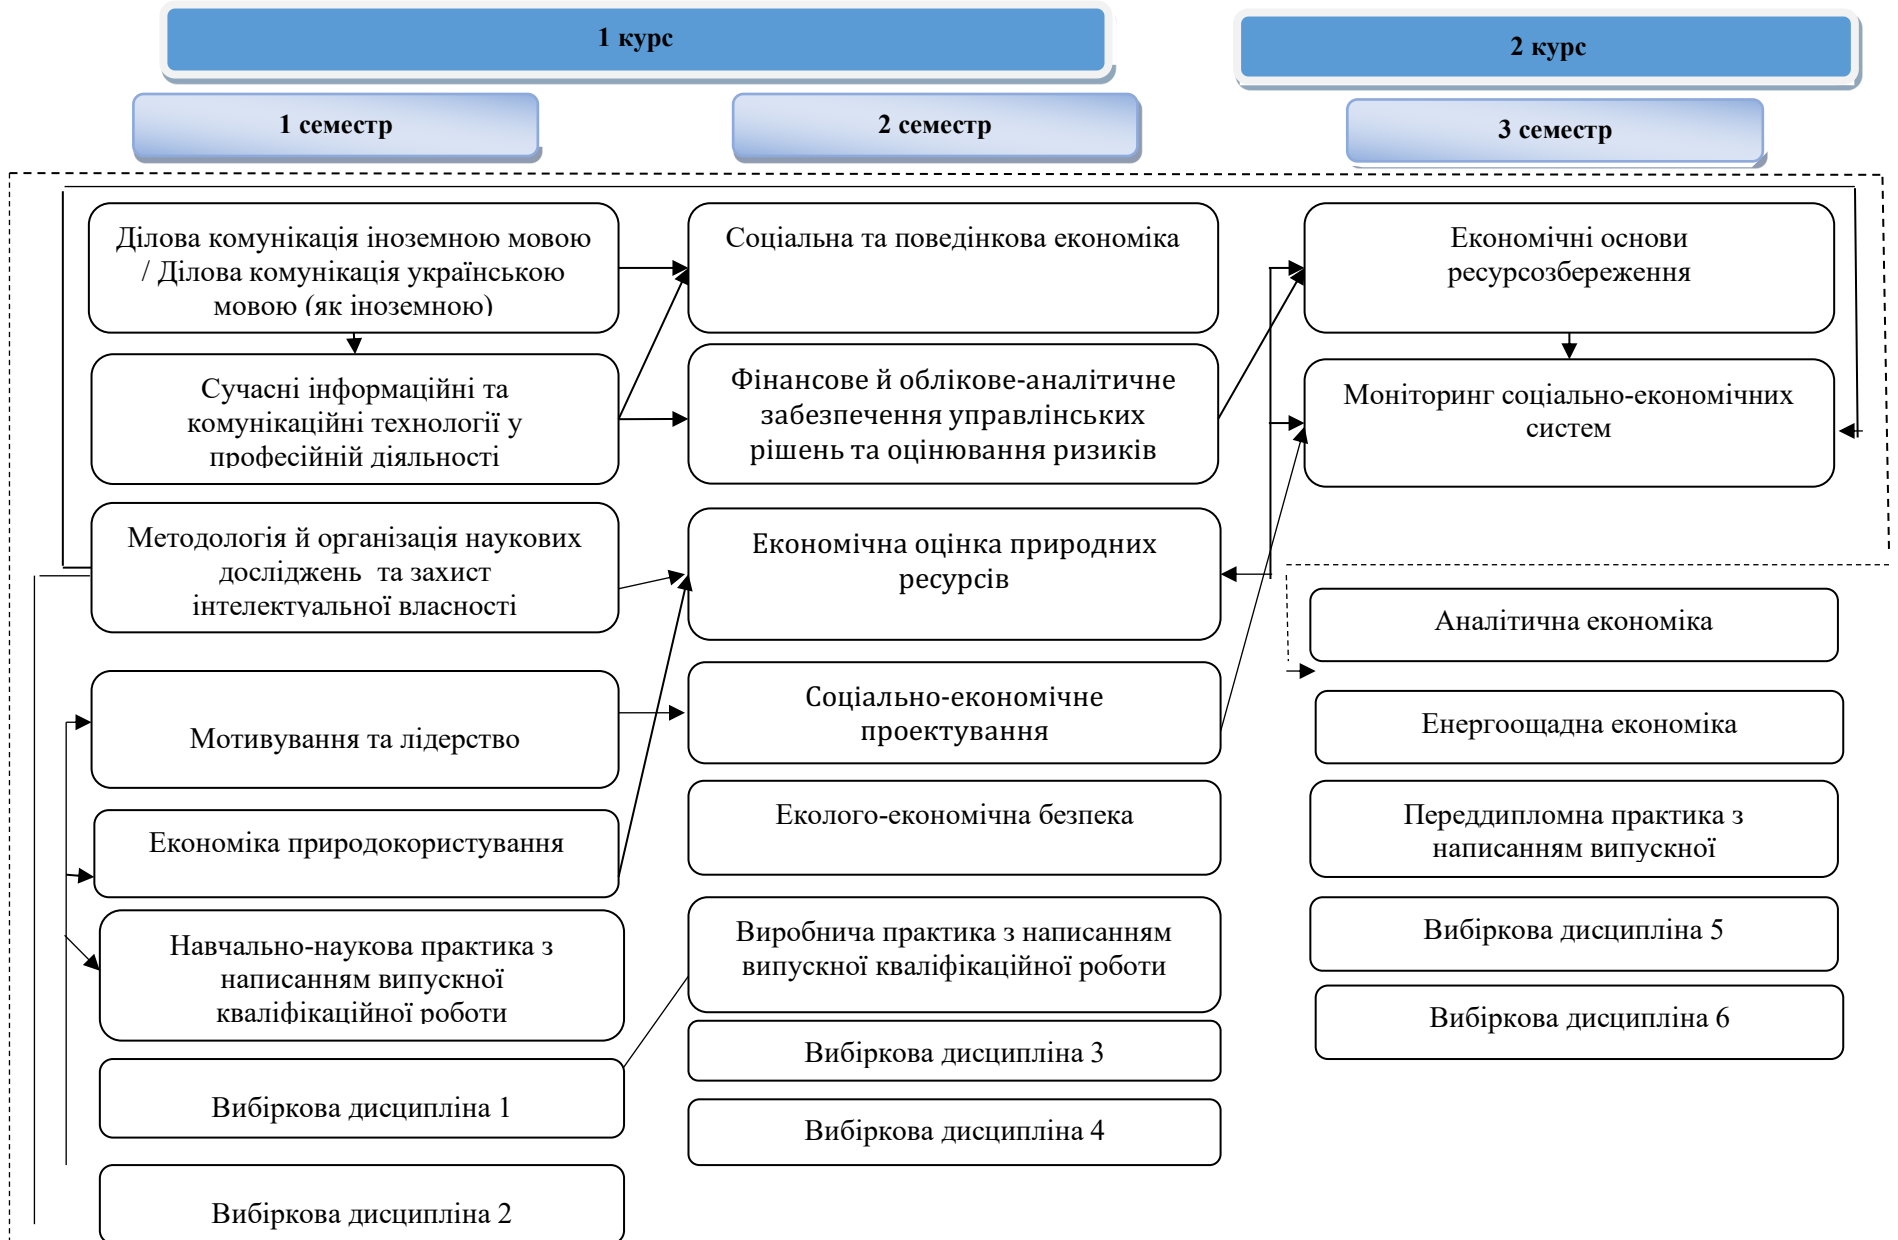 1 курс
2 курс
1 семестр
2 семестр
3 семестр
Ділова комунікація іноземною мовою
/ Ділова комунікація українською
мовою (як іноземною)
Сучасні інформаційні та
комунікаційні технології у
професійній діяльності
Методологія й організація наукових
досліджень та захист
інтелектуальної власності
Мотивування та лідерство
Економіка природокористування
Навчально-наукова практика з
написанням випускної
кваліфікаційної роботи
Вибіркова дисципліна 1
Вибіркова дисципліна 2
Соціальна та поведінкова економіка
Фінансове й обліково-аналітичне
забезпечення управлінських
рішень та оцінювання ризиків
Економічна оцінка природних
ресурсів
Соціально-економічне
проектування
Еколого-економічна безпека
Виробнича практика з написанням
випускної кваліфікаційної роботи
Вибіркова дисципліна 3
Вибіркова дисципліна 4
Економічні основи
ресурсозбереження
Моніторинг соціально-економічних
систем
Аналітична економіка
Енергоощадна економіка
Переддипломна практика з
написанням випускної
Вибіркова дисципліна 5
Вибіркова дисципліна 6